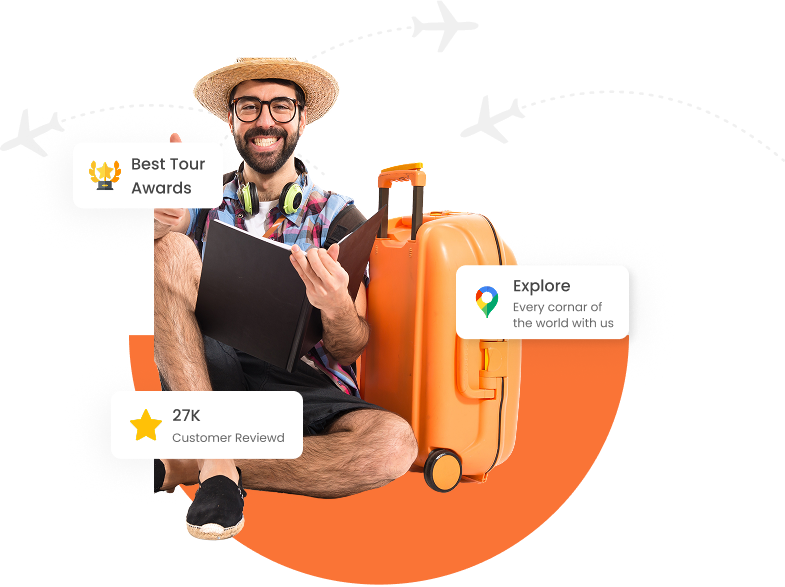 Best Tour
Awards
Explore
Every cornar of
the world with us
27K
Customer Reviewd